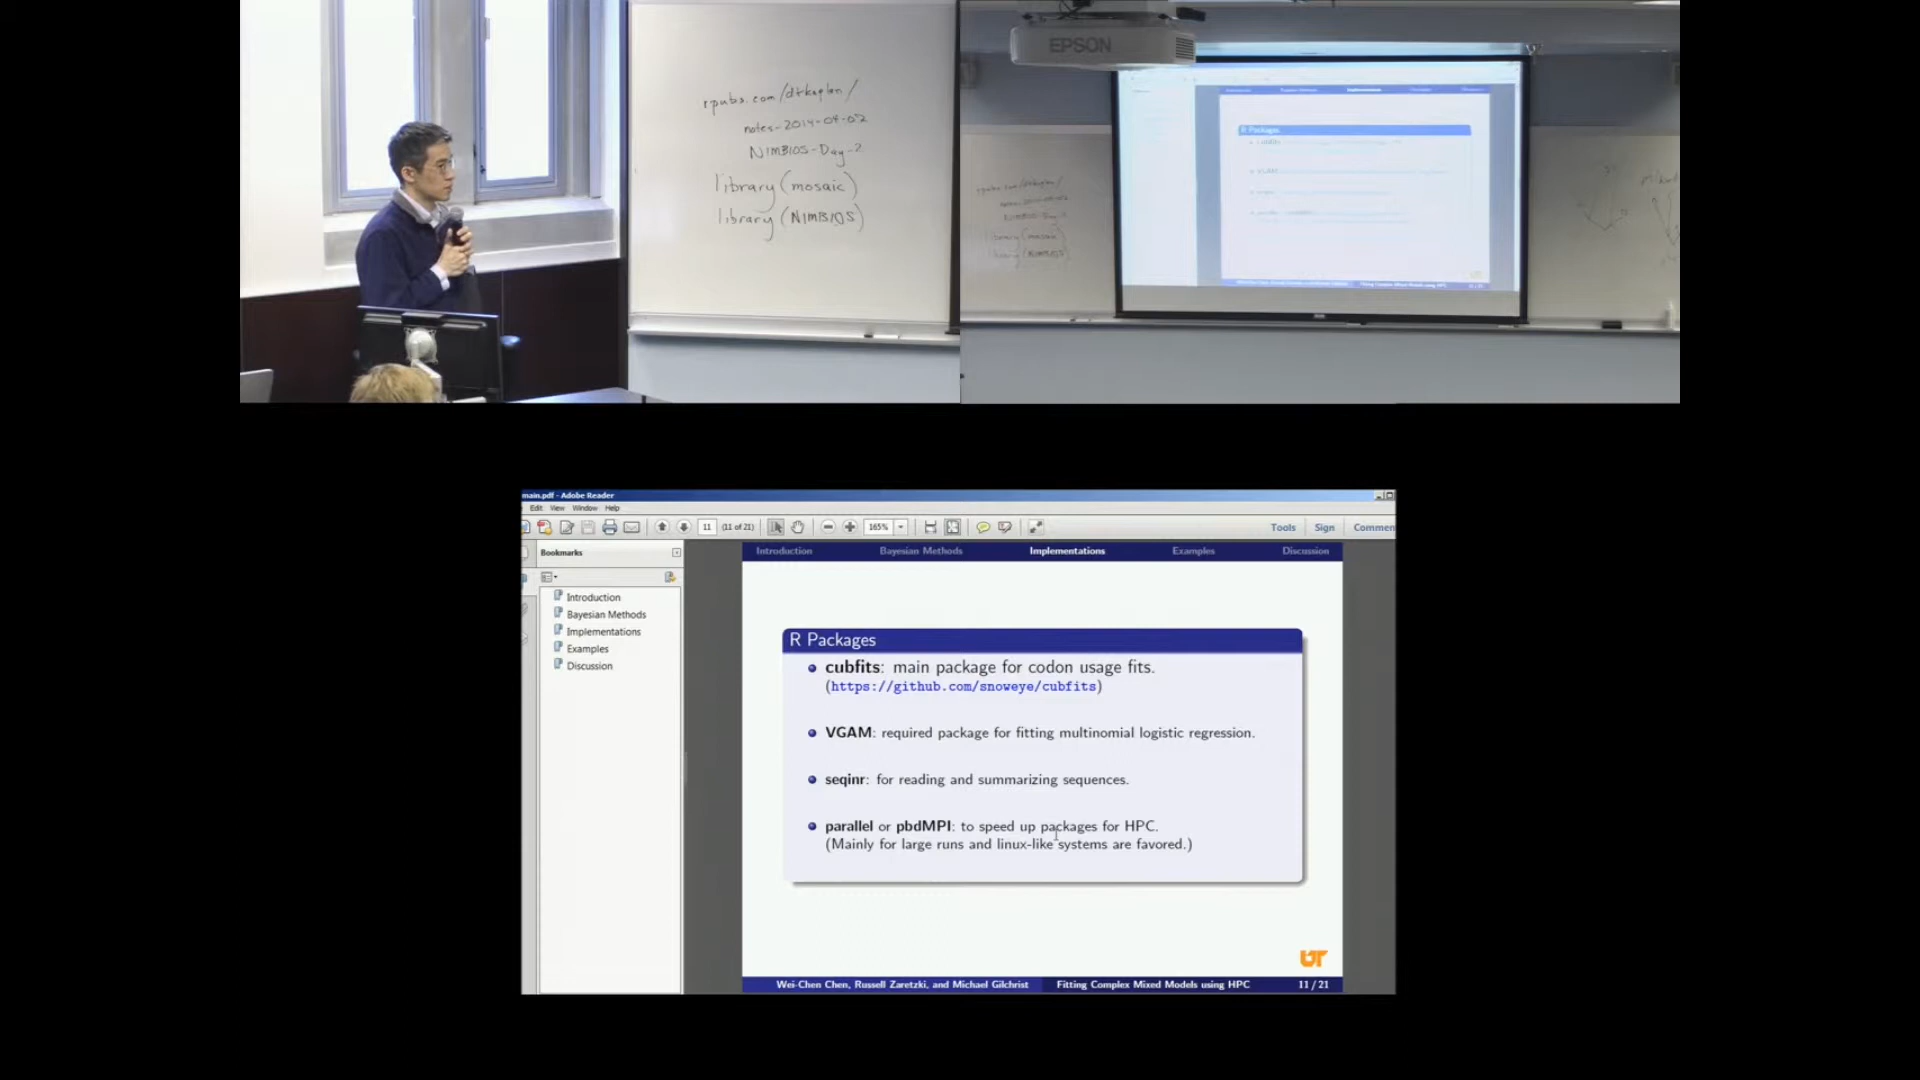 rpubs.com/dtkaplan/
notes-2014-04-02
NIMBIOS-Day-2
library(mosaic)
library(NIMBIOS)
EPSON
R Packages
main.pdf - Adobe Reader
Edit View Window Help
11 (11 of 21) 165% Tools Sign Commen
Bookmarks
Introduction
Bayesian Methods
Implementations
Examples
Discussion
Introduction Bayesian Methods Implementations Examples Discussion
R Packages
cubfits: main package for codon usage fits.
(https://github.com/snoweye/cubfits)
VGAM: required package for fitting multinomial logistic regression.
seqinr: for reading and summarizing sequences.
parallel or pbdMPI: to speed up packages for HPC.
(Mainly for large runs and linux-like systems are favored.)
UT
Wei-Chen Chen, Russell Zaretzki, and Michael Gilchrist Fitting Complex Mixed Models using HPC 11 / 21